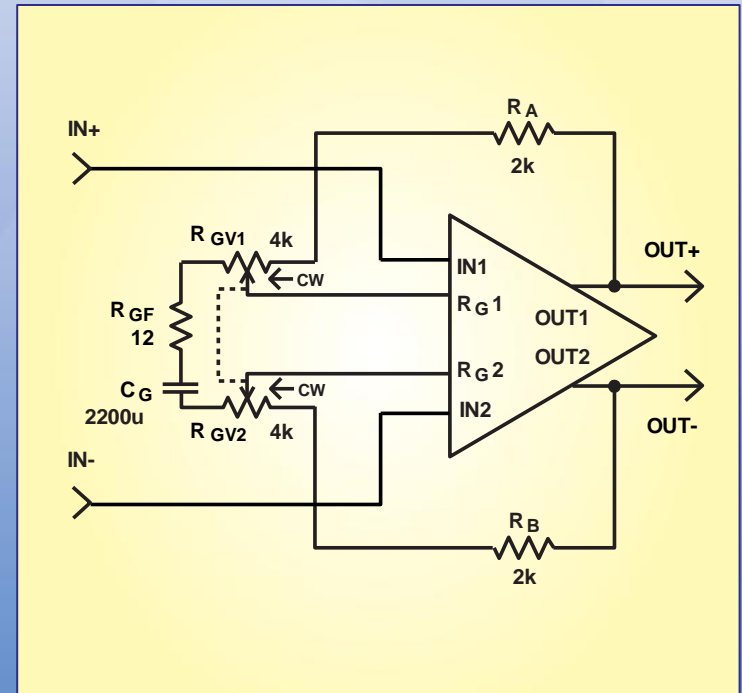 R A
IN+
2k
R GV1 4k
OUT+
CW
IN1
R GF
12
R G 1
OUT1
R G 2
OUT2
C G
2200u
CW
IN2
R GV2 4k
OUT-
IN-
R B
2k